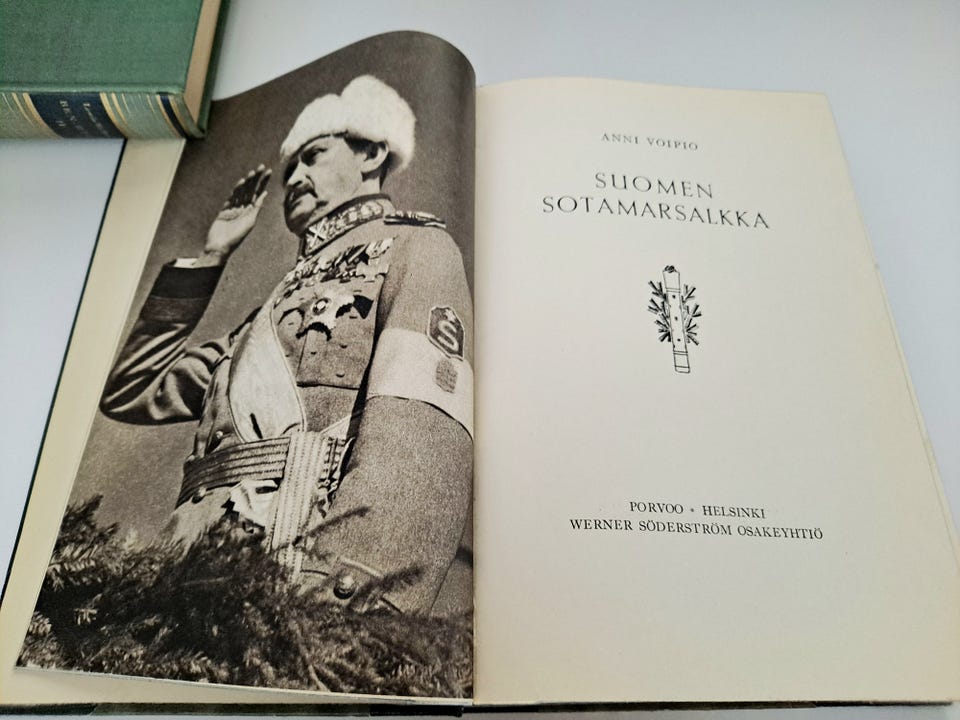 ANNI VOIPIO
SUOMEN
SOTAMARSALKKA
PORVOO • HELSINKI
WERNER SÖDERSTRÖM OSAKEYHTIÖ
S